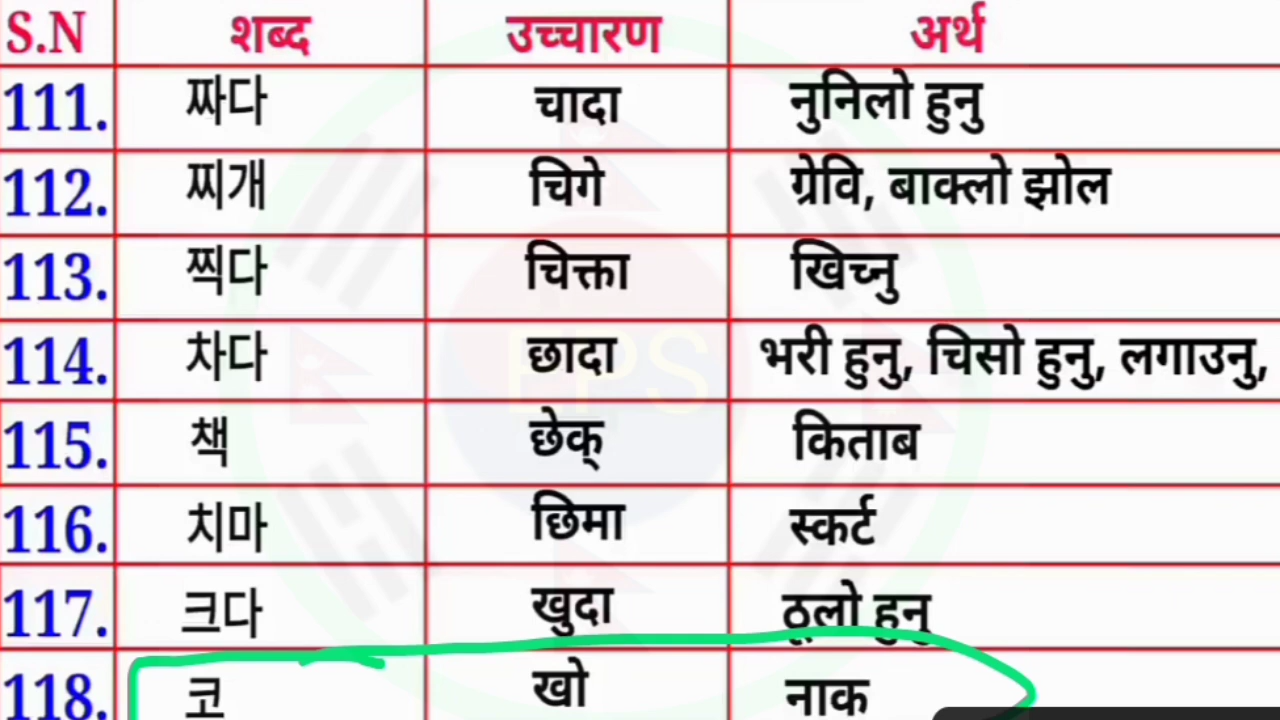 S.N शब्द उच्चारण अर्थ
111. 짜다 चादा नुनिलो हुनु
112. 찌개 चिगे ग्रेवि, बाक्लो झोल
113. 찍다 चिक्ता खिच्नु
114. 차다 छादा भरी हुनु, चिसो हुनु, लगाउनु,
115. 책 छेक् किताब
116. 치마 छिमा स्कर्ट
117. 크다 खुदा ठूलो हुनु
118. 코 खो नाक
EPS